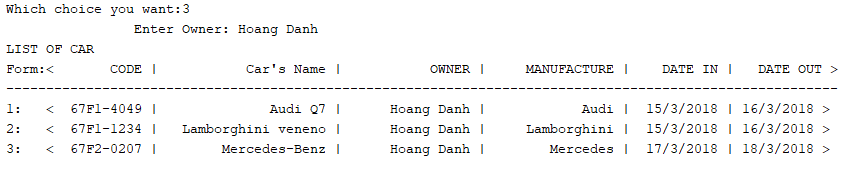 Which choice you want:3
Enter Owner: Hoang Danh
LIST OF CAR
Form:< CODE | Car's Name | OWNER | MANUFACTURE | DATE IN | DATE OUT >
--------------------------------------------------------------------------------------------------------
1: < 67F1-4049 | Audi Q7 | Hoang Danh | Audi | 15/3/2018 | 16/3/2018 >
2: < 67F1-1234 | Lamborghini veneno | Hoang Danh | Lamborghini | 15/3/2018 | 16/3/2018 >
3: < 67F2-0207 | Mercedes-Benz | Hoang Danh | Mercedes | 17/3/2018 | 18/3/2018 >